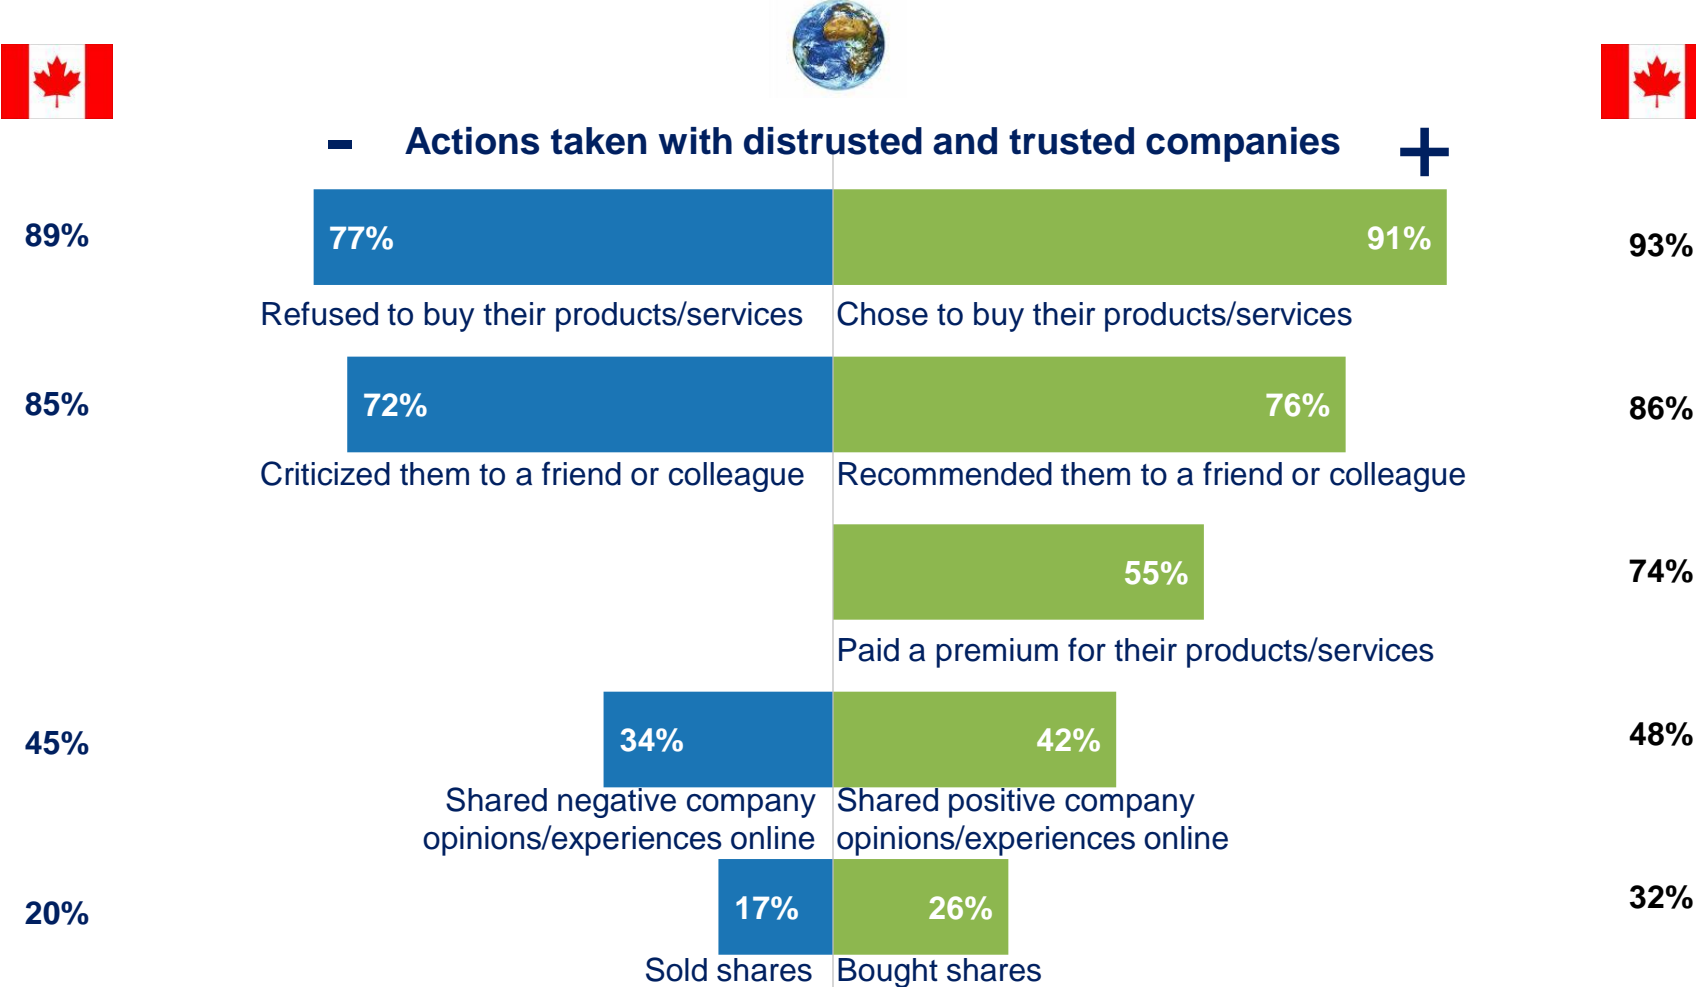 - Actions taken with distrusted and trusted companies +
89% 77% 91% 93%
Refused to buy their products/services Chose to buy their products/services
85% 72% 76% 86%
Criticized them to a friend or colleague Recommended them to a friend or colleague
55% 74%
Paid a premium for their products/services
45% 34% 42% 48%
Shared negative company Shared positive company
opinions/experiences online opinions/experiences online
20% 17% 26% 32%
Sold shares Bought shares